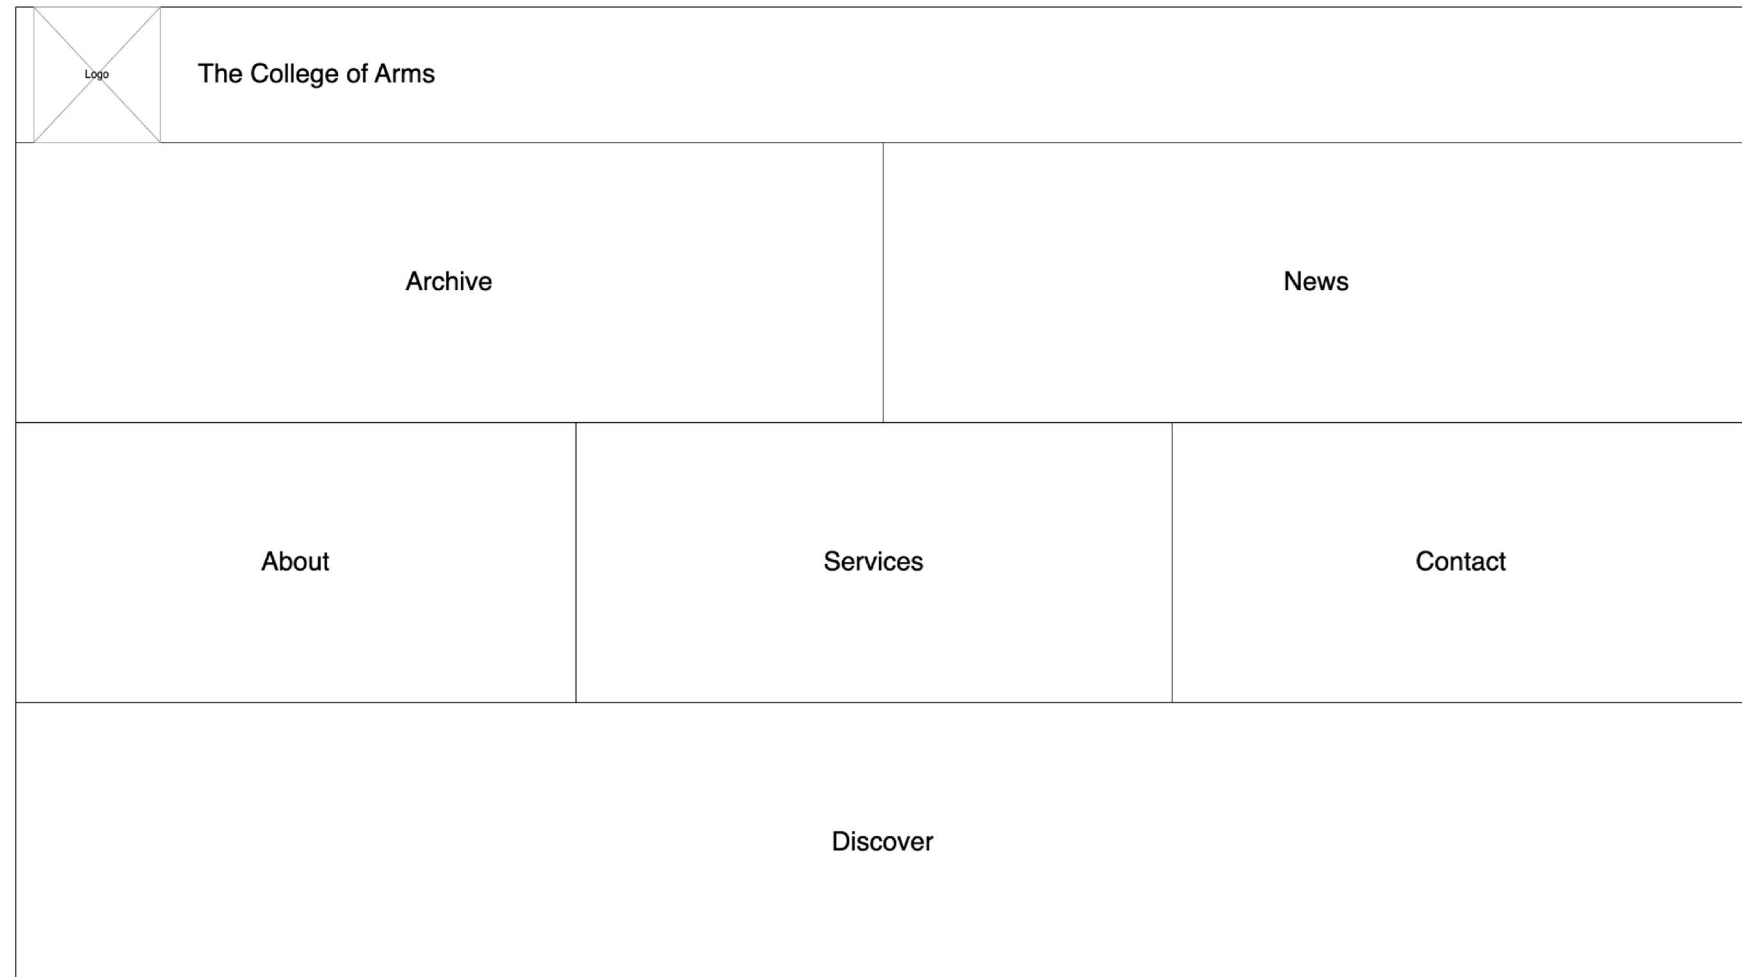 Logo
The College of Arms
Archive
News
About
Services
Contact
Discover